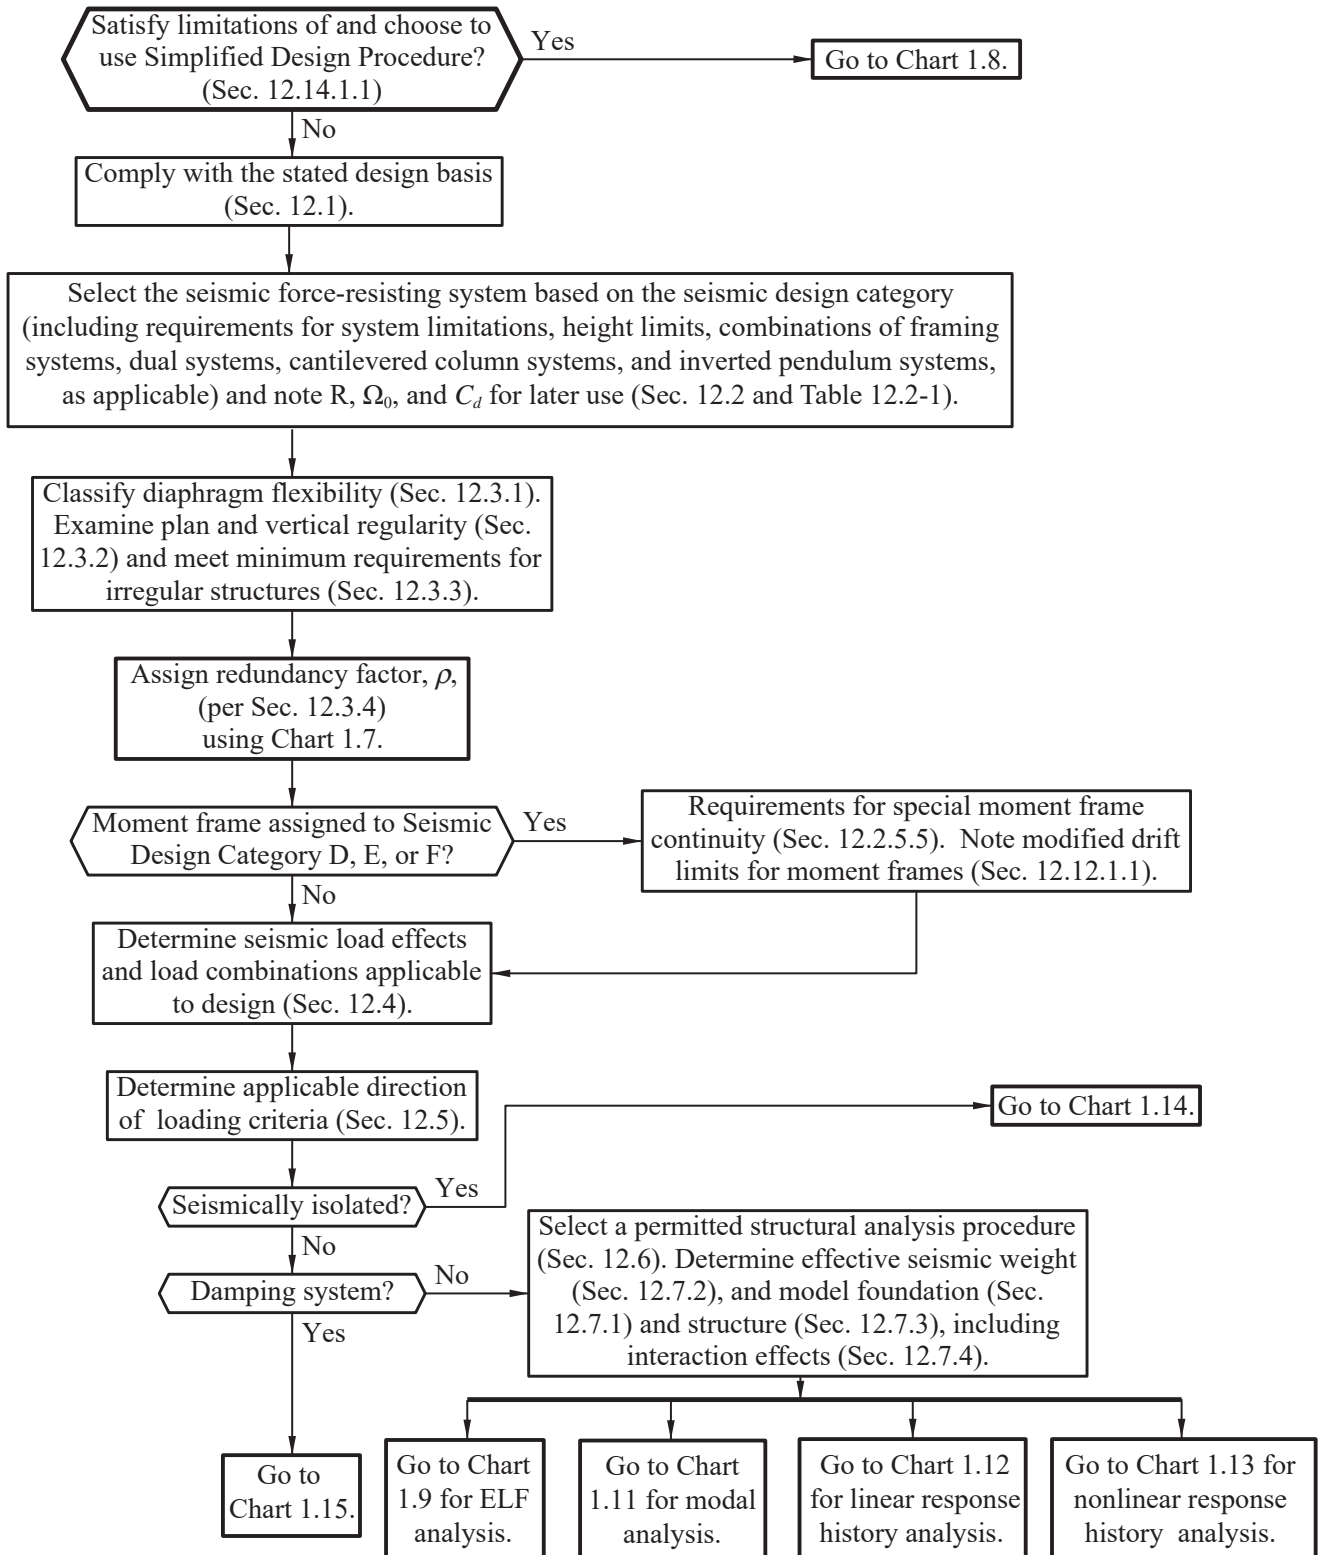 Satisfy limitations of and choose to
use Simplified Design Procedure?
(Sec. 12.14.1.1)
Yes
Go to Chart 1.8.
No
Comply with the stated design basis
(Sec. 12.1).
Select the seismic force-resisting system based on the seismic design category
(including requirements for system limitations, height limits, combinations of framing
systems, dual systems, cantilevered column systems, and inverted pendulum systems,
as applicable) and note R, Ω₀, and C_d for later use (Sec. 12.2 and Table 12.2-1).
Classify diaphragm flexibility (Sec. 12.3.1).
Examine plan and vertical regularity (Sec.
12.3.2) and meet minimum requirements for
irregular structures (Sec. 12.3.3).
Assign redundancy factor, ρ,
(per Sec. 12.3.4)
using Chart 1.7.
Moment frame assigned to Seismic
Design Category D, E, or F?
Yes
Requirements for special moment frame
continuity (Sec. 12.2.5.5). Note modified drift
limits for moment frames (Sec. 12.12.1.1).
No
Determine seismic load effects
and load combinations applicable
to design (Sec. 12.4).
Determine applicable direction
of loading criteria (Sec. 12.5).
Go to Chart 1.14.
Seismically isolated?
Yes
No
Damping system?
No
Select a permitted structural analysis procedure
(Sec. 12.6). Determine effective seismic weight
(Sec. 12.7.2), and model foundation (Sec.
12.7.1) and structure (Sec. 12.7.3), including
interaction effects (Sec. 12.7.4).
Yes
Go to
Chart 1.15.
Go to Chart
1.9 for ELF
analysis.
Go to Chart
1.11 for modal
analysis.
Go to Chart 1.12
for linear response
history analysis.
Go to Chart 1.13 for
nonlinear response
history analysis.